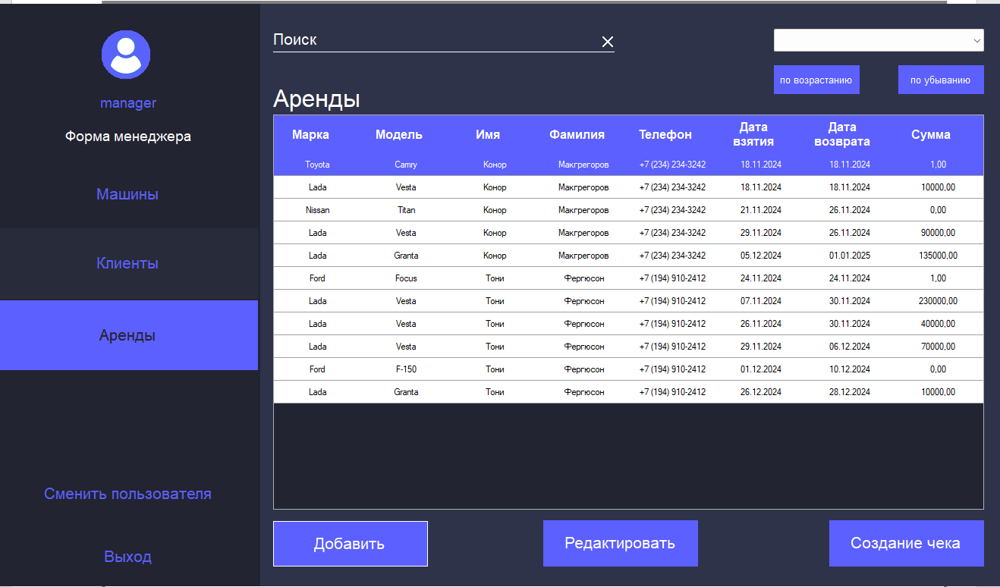 manager
Форма менеджера
Машины
Клиенты
Аренды
Сменить пользователя
Выход
Поиск
по возрастанию по убыванию
Аренды
Марка Модель Имя Фамилия Телефон Дата взятия Дата возврата Сумма
Toyota Camry Конор Макгрегоров +7 (234) 234-3242 18.11.2024 18.11.2024 1,00
Lada Vesta Конор Макгрегоров +7 (234) 234-3242 18.11.2024 18.11.2024 10000,00
Nissan Titan Конор Макгрегоров +7 (234) 234-3242 21.11.2024 26.11.2024 0,00
Lada Vesta Конор Макгрегоров +7 (234) 234-3242 29.11.2024 26.11.2024 90000,00
Lada Granta Конор Макгрегоров +7 (234) 234-3242 05.12.2024 01.01.2025 135000,00
Ford Focus Тони Фергюсон +7 (194) 910-2412 24.11.2024 24.11.2024 1,00
Lada Vesta Тони Фергюсон +7 (194) 910-2412 07.11.2024 30.11.2024 230000,00
Lada Vesta Тони Фергюсон +7 (194) 910-2412 26.11.2024 30.11.2024 40000,00
Lada Vesta Тони Фергюсон +7 (194) 910-2412 29.11.2024 06.12.2024 70000,00
Ford F-150 Тони Фергюсон +7 (194) 910-2412 01.12.2024 10.12.2024 0,00
Lada Granta Тони Фергюсон +7 (194) 910-2412 26.12.2024 28.12.2024 10000,00
Добавить Редактировать Создание чека